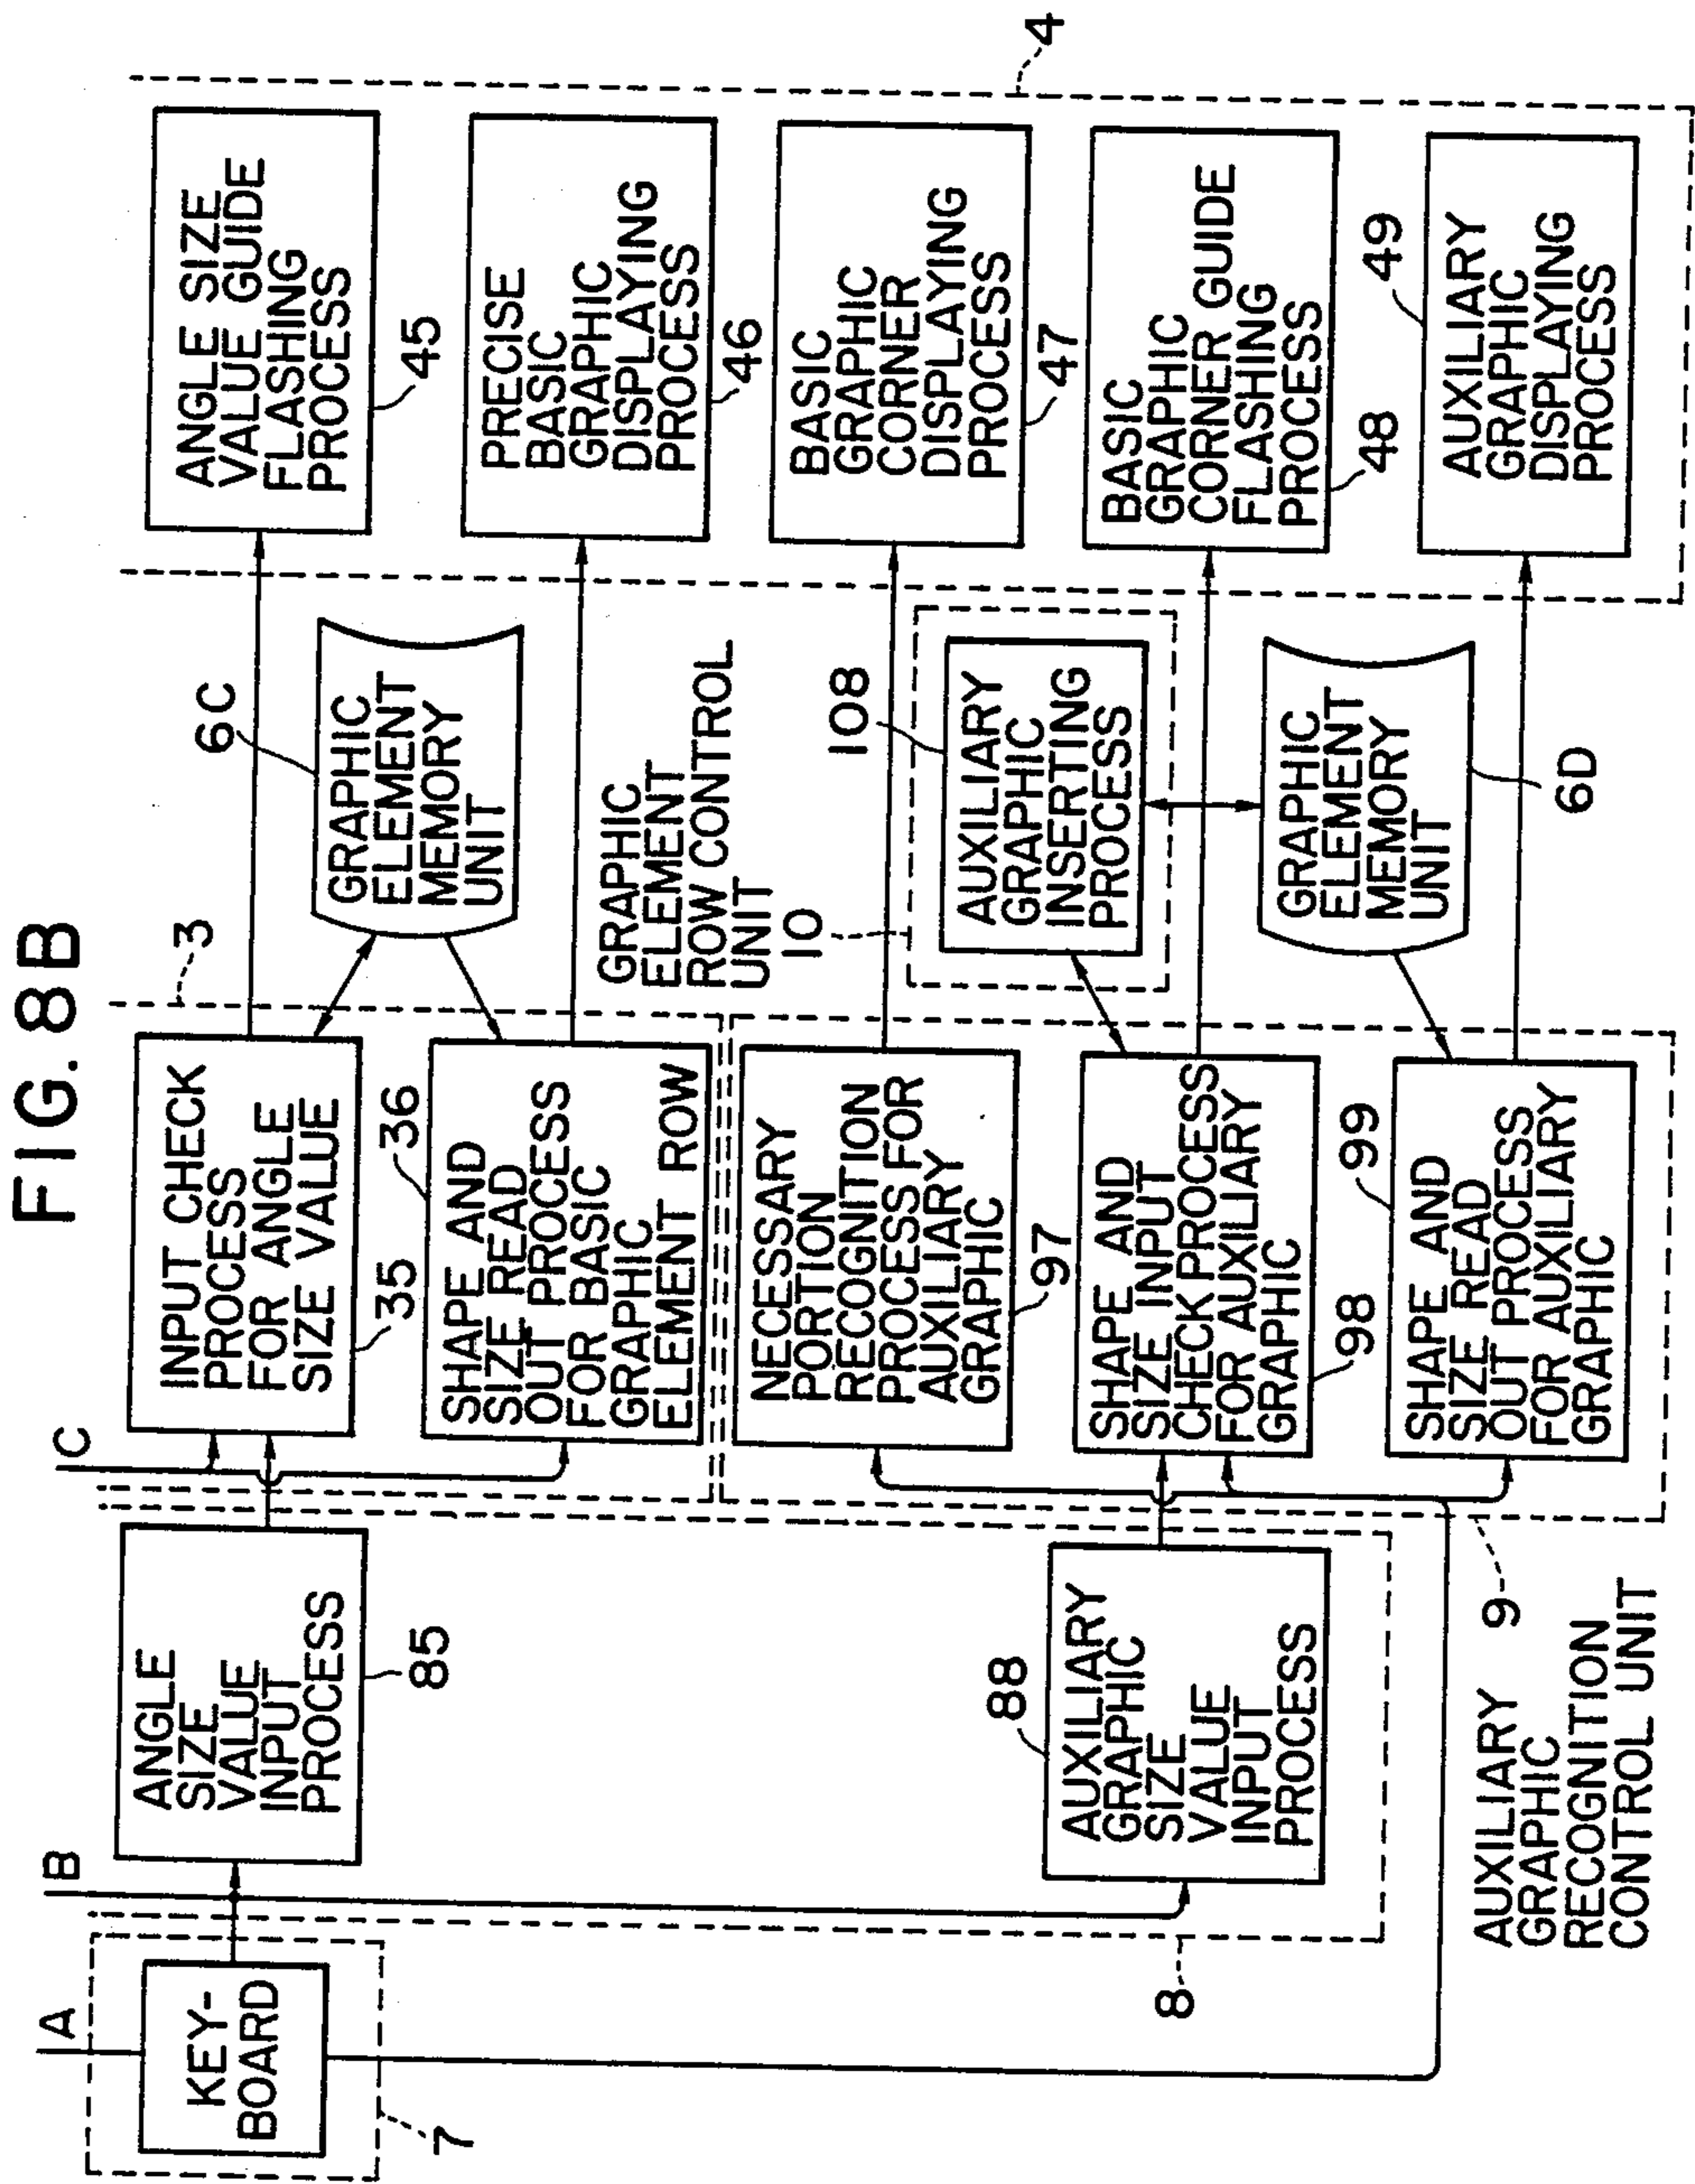 FIG. 8B
A
KEY-
BOARD
7
B
ANGLE
SIZE
VALUE
INPUT
PROCESS
85
8
AUXILIARY
GRAPHIC
SIZE
VALUE
INPUT
PROCESS
88
C
3
INPUT CHECK
PROCESS
FOR ANGLE
SIZE VALUE
35
SHAPE AND
SIZE READ
OUT PROCESS
FOR BASIC
GRAPHIC
ELEMENT ROW
36
NECESSARY
PORTION
RECOGNITION
PROCESS FOR
AUXILIARY
GRAPHIC
97
SHAPE AND
SIZE INPUT
CHECK PROCESS
FOR AUXILIARY
GRAPHIC
98
SHAPE AND
SIZE READ
OUT PROCESS
FOR AUXILIARY
GRAPHIC
99
9
AUXILIARY
GRAPHIC
RECOGNITION
CONTROL UNIT
6C
GRAPHIC
ELEMENT
MEMORY
UNIT
GRAPHIC
ELEMENT
ROW CONTROL
UNIT
10
108
AUXILIARY
GRAPHIC
INSERTING
PROCESS
GRAPHIC
ELEMENT
MEMORY
UNIT
6D
4
ANGLE SIZE
VALUE GUIDE
FLASHING
PROCESS
45
PRECISE
BASIC
GRAPHIC
DISPLAYING
PROCESS
46
BASIC
GRAPHIC
CORNER
DISPLAYING
PROCESS
47
BASIC
GRAPHIC
CORNER GUIDE
FLASHING
PROCESS
48
AUXILIARY
GRAPHIC
DISPLAYING
PROCESS
49